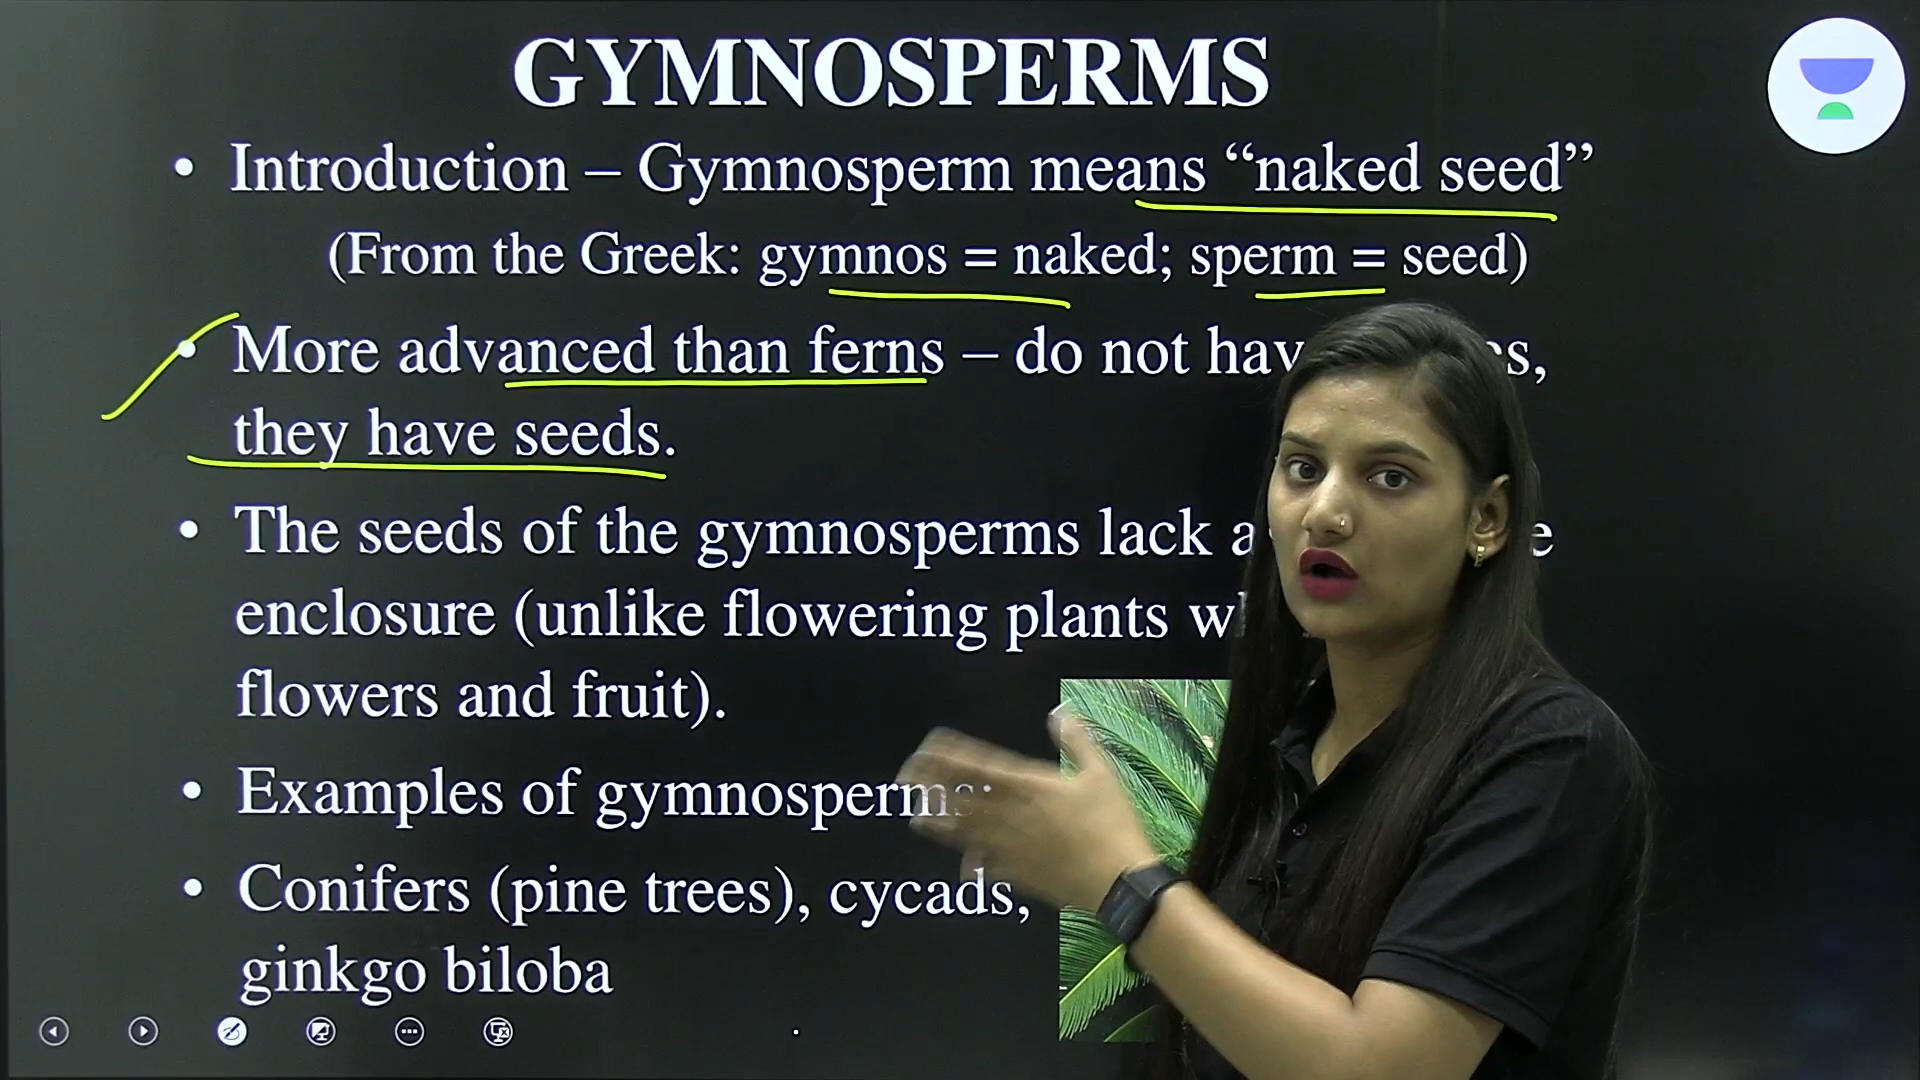 GYMNOSPERMS
• Introduction – Gymnosperm means “naked seed”
(From the Greek: gymnos = naked; sperm = seed)
• More advanced than ferns – do not
they have seeds.
• The seeds of the gymnosperms lack
enclosure (unlike flowering plants
flowers and fruit).
• Examples of gymnosperms:
• Conifers (pine trees), cycads,
ginkgo biloba